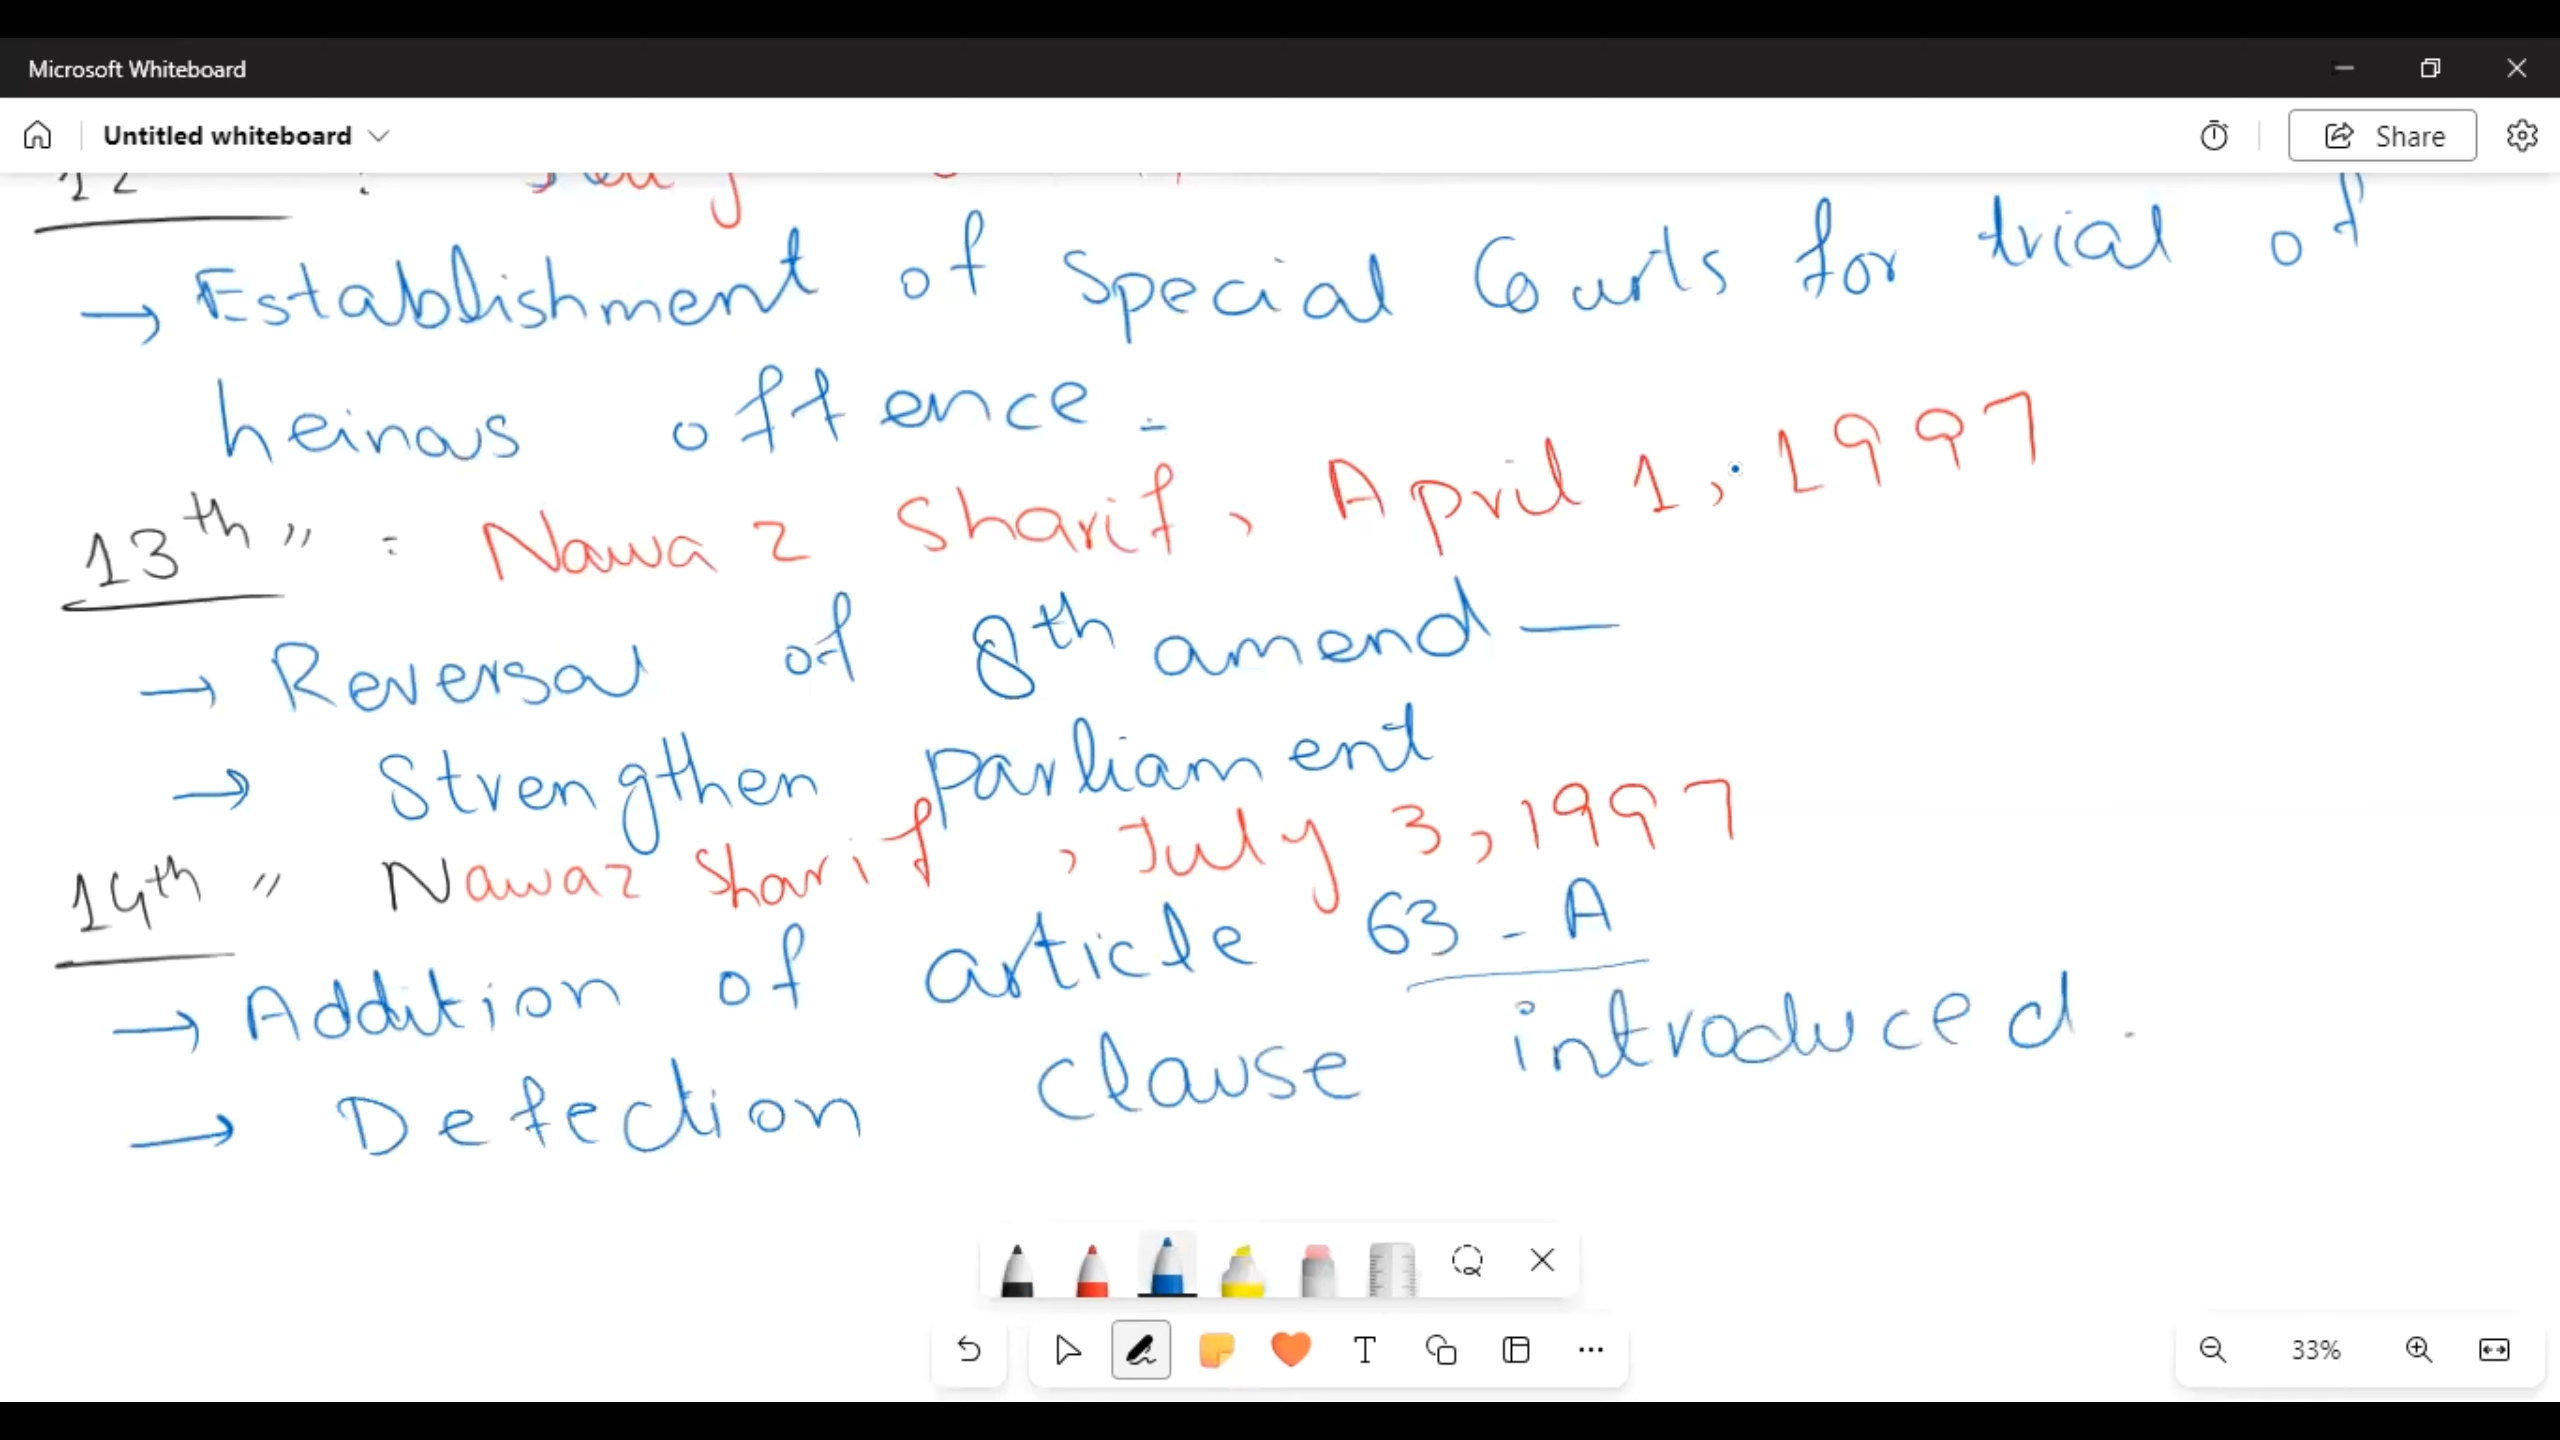 Microsoft Whiteboard
Untitled whiteboard
Share
12
→ Establishment of Special Courts for trial of
heinous offence -
13th " : Nawaz Sharif, April 1, 1997
→ Reversal of 8th amend—
→ Strengthen parliament
14th " Nawaz Sharif, July 3, 1997
→ Addition of article 63-A
→ Defection clause introduced.
33%